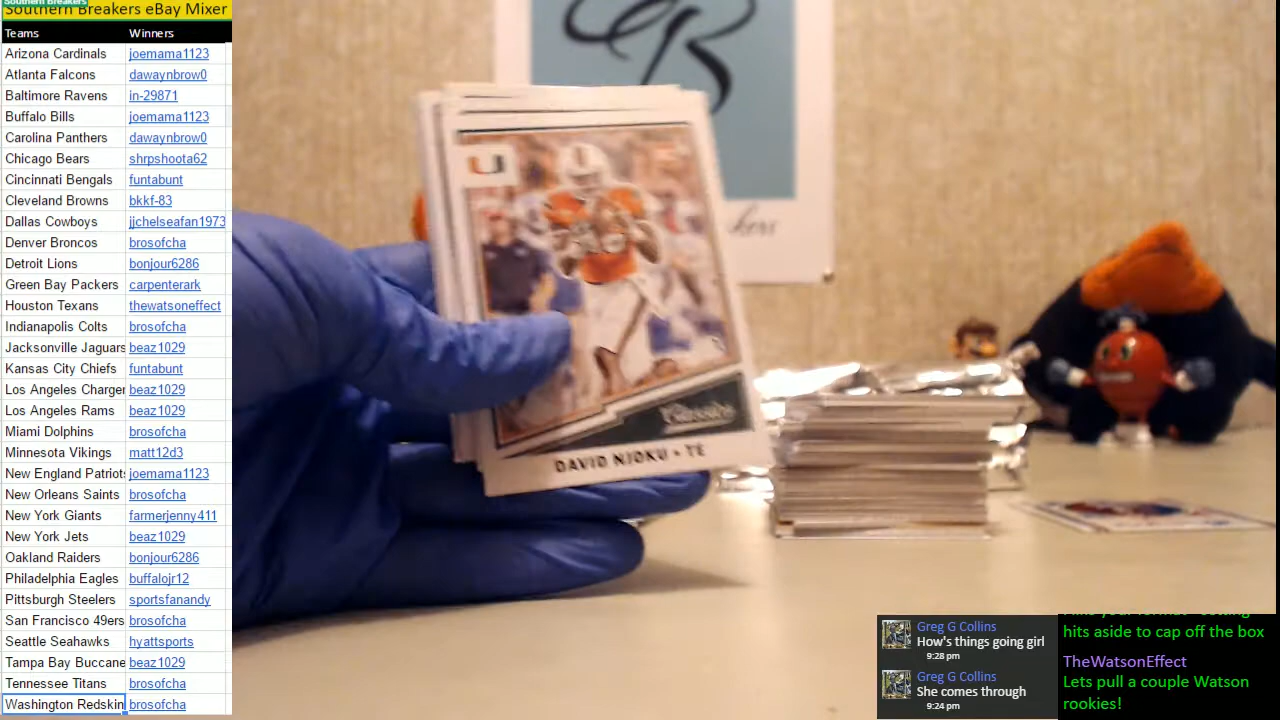 Southern Breakers
Southern Breakers eBay Mixer
Teams Winners
Arizona Cardinals joemama1123
Atlanta Falcons dawaynbrow0
Baltimore Ravens in-29871
Buffalo Bills joemama1123
Carolina Panthers dawaynbrow0
Chicago Bears shrpshoota62
Cincinnati Bengals funtabunt
Cleveland Browns bkkf-83
Dallas Cowboys jjchelseafan1973
Denver Broncos brosofcha
Detroit Lions bonjour6286
Green Bay Packers carpenterark
Houston Texans thewatsoneffect
Indianapolis Colts brosofcha
Jacksonville Jaguars beaz1029
Kansas City Chiefs funtabunt
Los Angeles Charger beaz1029
Los Angeles Rams beaz1029
Miami Dolphins brosofcha
Minnesota Vikings matt12d3
New England Patriots joemama1123
New Orleans Saints brosofcha
New York Giants farmerjenny411
New York Jets beaz1029
Oakland Raiders bonjour6286
Philadelphia Eagles buffalojr12
Pittsburgh Steelers sportsfanandy
San Francisco 49ers brosofcha
Seattle Seahawks hyattsports
Tampa Bay Buccane beaz1029
Tennessee Titans brosofcha
Washington Redskin brosofcha
U
Classics
DAVID NJOKU • TE
Greg G Collins
How's things going girl
9:28 pm
Greg G Collins
She comes through
9:24 pm
hits aside to cap off the box
TheWatsonEffect
Lets pull a couple Watson
rookies!